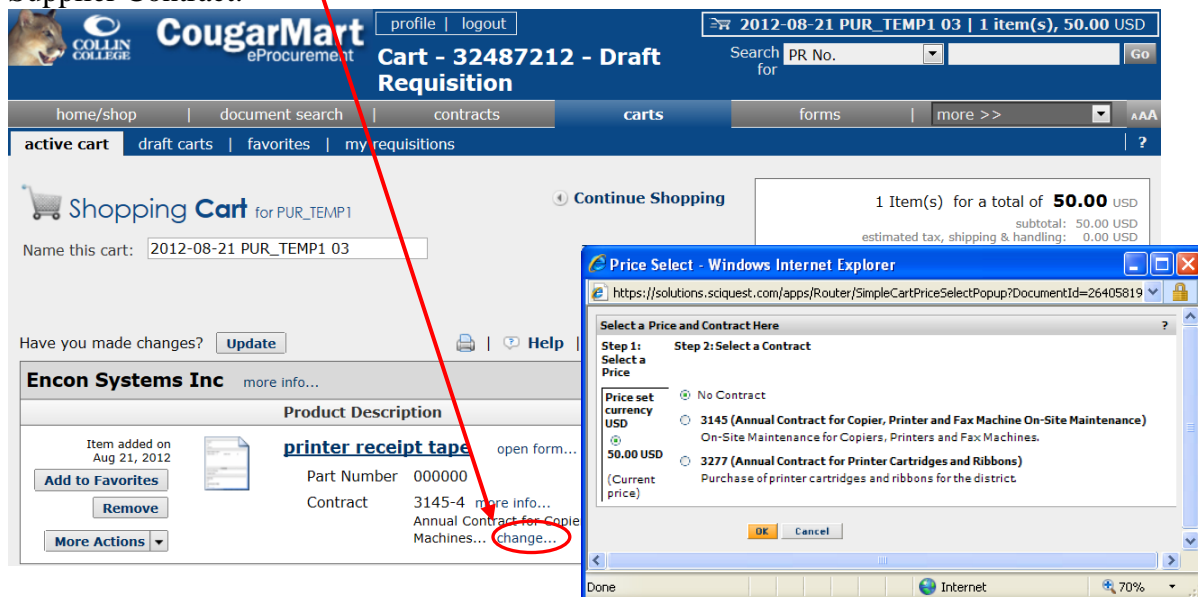 Supplier Contract.
COLLIN COLLEGE
CougarMart
eProcurement
profile | logout
2012-08-21 PUR_TEMP1 03 | 1 item(s), 50.00 USD
Cart - 32487212 - Draft Requisition
Search for PR No. Go
home/shop | document search | contracts carts forms | more >> AAA
active cart draft carts | favorites | my requisitions ?
Shopping Cart for PUR_TEMP1
Continue Shopping
1 Item(s) for a total of 50.00 USD
subtotal: 50.00 USD
estimated tax, shipping & handling: 0.00 USD
Name this cart: 2012-08-21 PUR_TEMP1 03
Have you made changes? Update
| Help |
Encon Systems Inc more info...
Product Description
Item added on
Aug 21, 2012
Add to Favorites
Remove
More Actions
printer receipt tape open form...
Part Number 000000
Contract 3145-4 more info...
Annual Contract for Copie
Machines... change...
Price Select - Windows Internet Explorer
https://solutions.sciquest.com/apps/Router/SimpleCartPriceSelectPopup?DocumentId=26405819
Select a Price and Contract Here ?
Step 1: Select a Price
Step 2: Select a Contract
Price set currency USD
50.00 USD
(Current price)
No Contract
3145 (Annual Contract for Copier, Printer and Fax Machine On-Site Maintenance)
On-Site Maintenance for Copiers, Printers and Fax Machines.
3277 (Annual Contract for Printer Cartridges and Ribbons)
Purchase of printer cartridges and ribbons for the district.
OK Cancel
Done Internet 70%